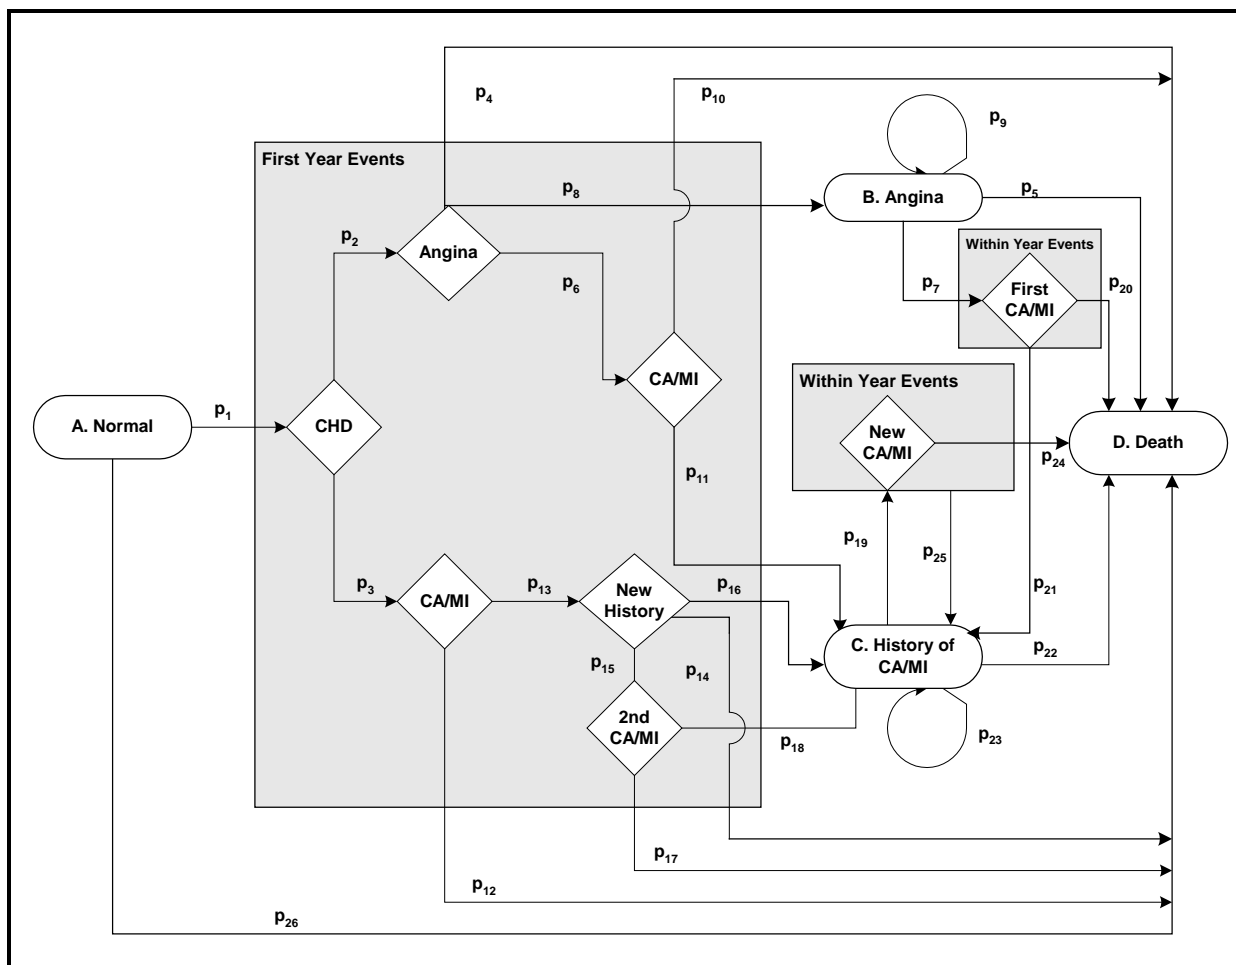 p4
p10
p9
First Year Events
p8
B. Angina
p5
p2
Angina
p6
Within Year Events
p7
First
CA/MI
p20
CA/MI
Within Year Events
A. Normal
p1
CHD
New
CA/MI
D. Death
p24
p11
p19
p25
p3
CA/MI
p13
New
History
p16
p21
C. History of
CA/MI
p22
p15
p14
2nd
CA/MI
p18
p23
p17
p12
p26